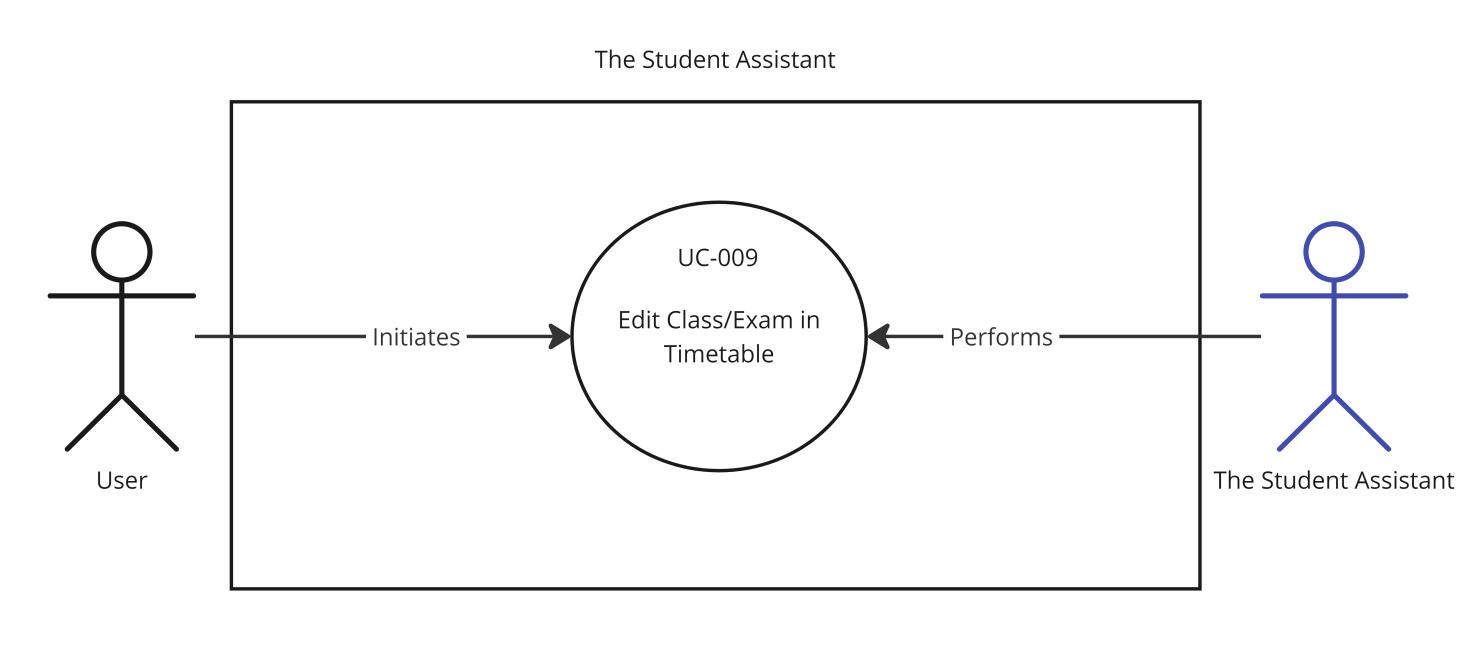 The Student Assistant
UC-009
Edit Class/Exam in
Timetable
Initiates
Performs
User
The Student Assistant